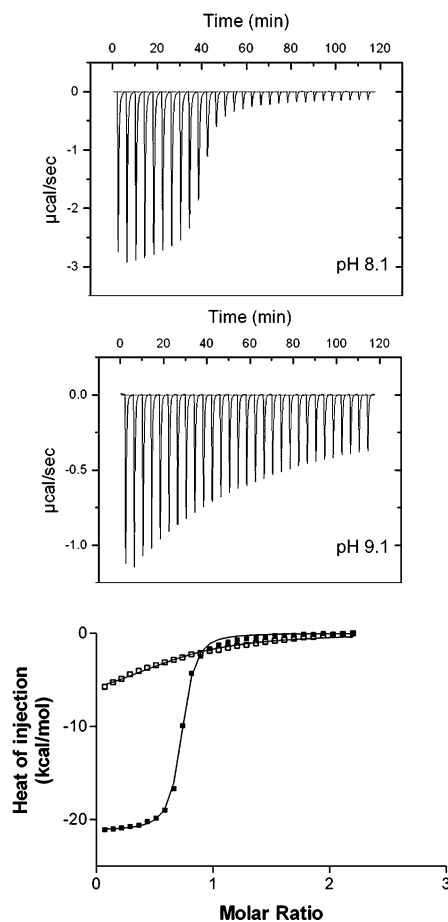 Time (min)
0 20 40 60 80 100 120
0
-1
-2
-3
µcal/sec
pH 8.1
Time (min)
0 20 40 60 80 100 120
0.0
-0.5
-1.0
µcal/sec
pH 9.1
0
-10
-20
Heat of injection
(kcal/mol)
0 1 2 3
Molar Ratio